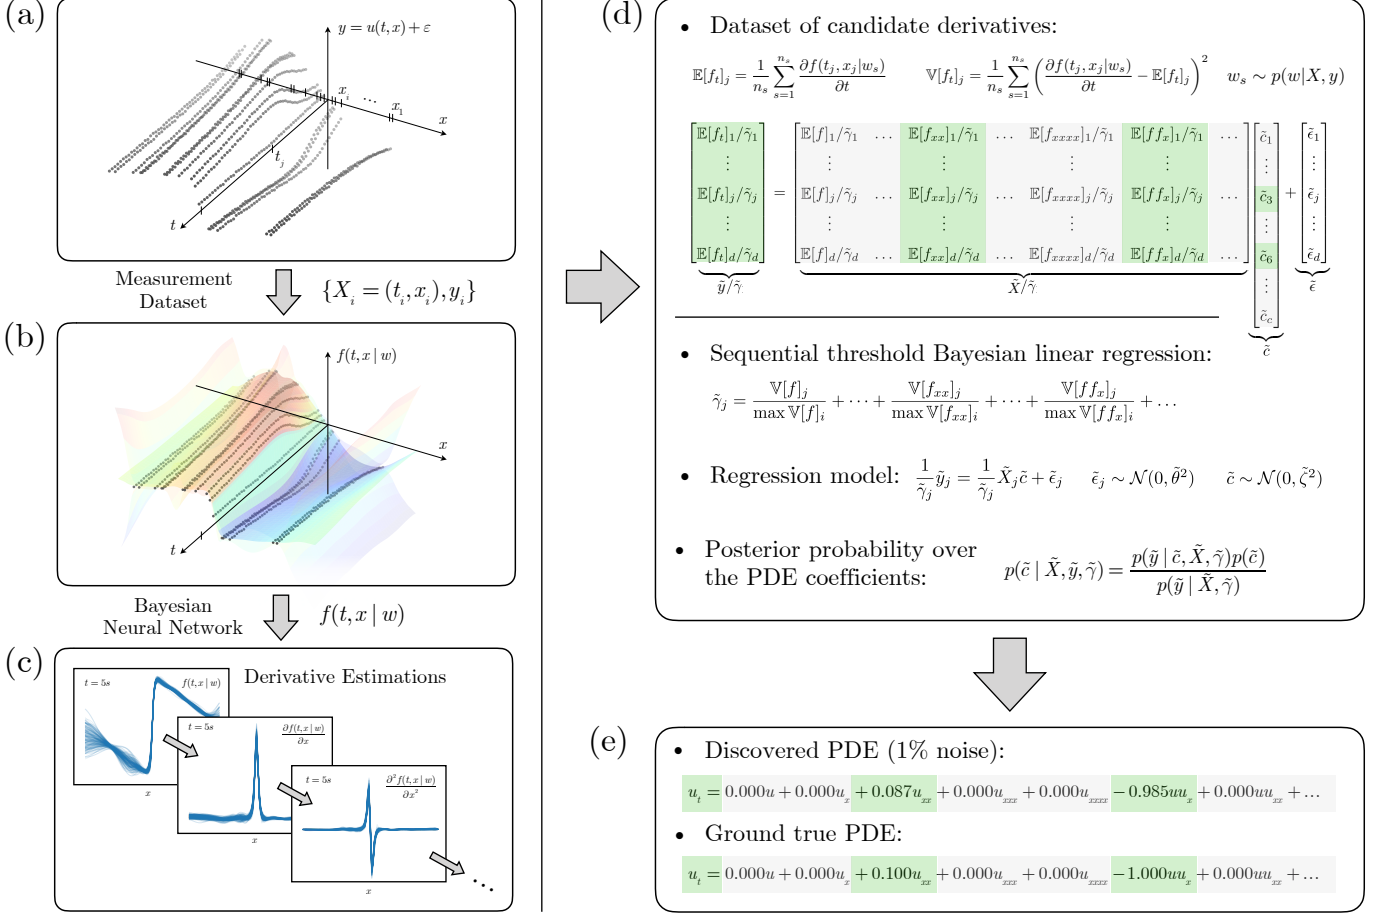 (a)
y = u(t, x) + ε
x_i ...
x_1
x
t_j
t
Measurement
Dataset
{X_i = (t_i, x_i), y_i}
(b)
f(t, x | w)
x
t
Bayesian
Neural Network
f(t, x | w)
(c)
Derivative Estimations
t = 5s
f(t, x | w)
x
t = 5s
∂f(t, x | w)
∂x
x
t = 5s
∂²f(t, x | w)
∂x²
x
...
(d)
• Dataset of candidate derivatives:
𝔼[f_t]_j = 1/n_s ∑_{s=1}^{n_s} ∂f(t_j, x_j|w_s)/∂t    𝕍[f_t]_j = 1/n_s ∑_{s=1}^{n_s} (∂f(t_j, x_j|w_s)/∂t − 𝔼[f_t]_j)²    w_s ∼ p(w|X, y)
𝔼[f_t]_1/γ̃_1    𝔼[f]_1/γ̃_1 ... 𝔼[f_xx]_1/γ̃_1 ... 𝔼[f_xxxx]_1/γ̃_1 𝔼[ff_x]_1/γ̃_1 ...    c̃_1    ϵ̃_1
⋮ ⋮ ⋮ ⋮ ⋮ ⋮ ⋮
𝔼[f_t]_j/γ̃_j = 𝔼[f]_j/γ̃_j ... 𝔼[f_xx]_j/γ̃_j ... 𝔼[f_xxxx]_j/γ̃_j 𝔼[ff_x]_j/γ̃_j ...    c̃_3 + ϵ̃_j
⋮ ⋮ ⋮ ⋮ ⋮ ⋮ ⋮
𝔼[f_t]_d/γ̃_d    𝔼[f]_d/γ̃_d ... 𝔼[f_xx]_d/γ̃_d ... 𝔼[f_xxxx]_d/γ̃_d 𝔼[ff_x]_d/γ̃_d ...    c̃_6    ϵ̃_d
ỹ/γ̃    X̃/γ̃    ⋮    ϵ̃
c̃_c
c̃
• Sequential threshold Bayesian linear regression:
γ̃_j = 𝕍[f]_j/max 𝕍[f]_i + ⋯ + 𝕍[f_xx]_j/max 𝕍[f_xx]_i + ⋯ + 𝕍[ff_x]_j/max 𝕍[ff_x]_i + ...
• Regression model: 1/γ̃_j ỹ_j = 1/γ̃_j X̃_j c̃ + ϵ̃_j    ϵ̃_j ∼ 𝒩(0, θ̃²)    c̃ ∼ 𝒩(0, ζ̃²)
• Posterior probability over
the PDE coefficients:
p(c̃ | X̃, ỹ, γ̃) = p(ỹ | c̃, X̃, γ̃)p(c̃)/p(ỹ | X̃, γ̃)
(e)
• Discovered PDE (1% noise):
u_t = 0.000u + 0.000u_x + 0.087u_xx + 0.000u_xxx + 0.000u_xxxx − 0.985uu_x + 0.000uu_xx + ...
• Ground true PDE:
u_t = 0.000u + 0.000u_x + 0.100u_xx + 0.000u_xxx + 0.000u_xxxx −1.000uu_x + 0.000uu_xx + ...